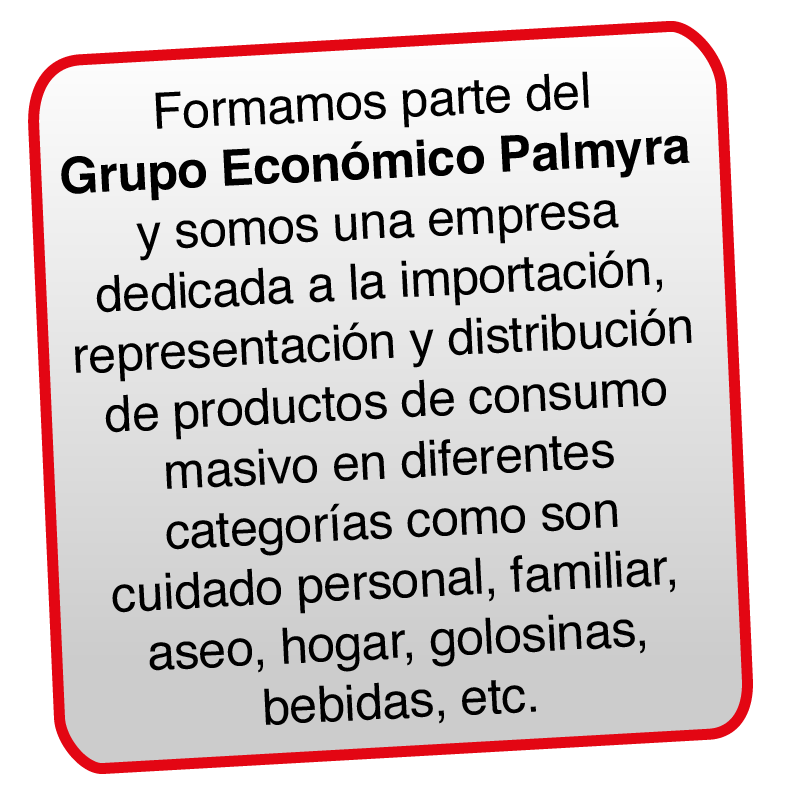 Formamos parte del
Grupo Económico Palmyra
y somos una empresa
dedicada a la importación,
representación y distribución
de productos de consumo
masivo en diferentes
categorías como son
cuidado personal, familiar,
aseo, hogar, golosinas,
bebidas, etc.